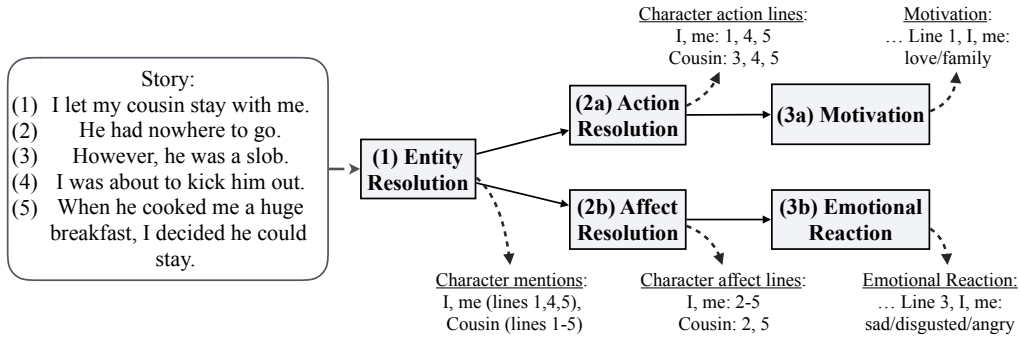 Story:
(1) I let my cousin stay with me.
(2) He had nowhere to go.
(3) However, he was a slob.
(4) I was about to kick him out.
(5) When he cooked me a huge
breakfast, I decided he could
stay.
(1) Entity
Resolution
Character mentions:
I, me (lines 1,4,5),
Cousin (lines 1-5)
Character action lines:
I, me: 1, 4, 5
Cousin: 3, 4, 5
(2a) Action
Resolution
Motivation:
… Line 1, I, me:
love/family
(3a) Motivation
(2b) Affect
Resolution
Character affect lines:
I, me: 2-5
Cousin: 2, 5
(3b) Emotional
Reaction
Emotional Reaction:
… Line 3, I, me:
sad/disgusted/angry